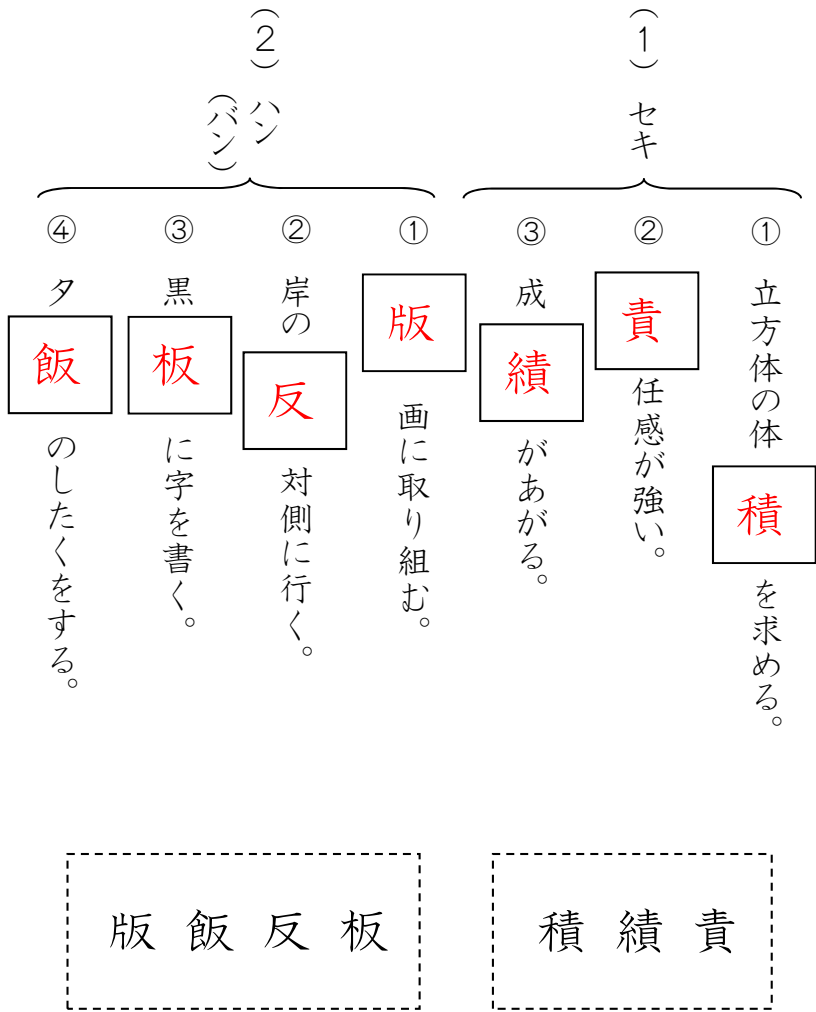 (1) セキ
① 立方体の体積を求める。
② 責任感が強い。
③ 成績があがる。
(2) ハン
(バン)
① 版画に取り組む。
② 岸の反対側に行く。
③ 黒板に字を書く。
④ 夕飯のしたくをする。
積 績 責
版 飯 反 板